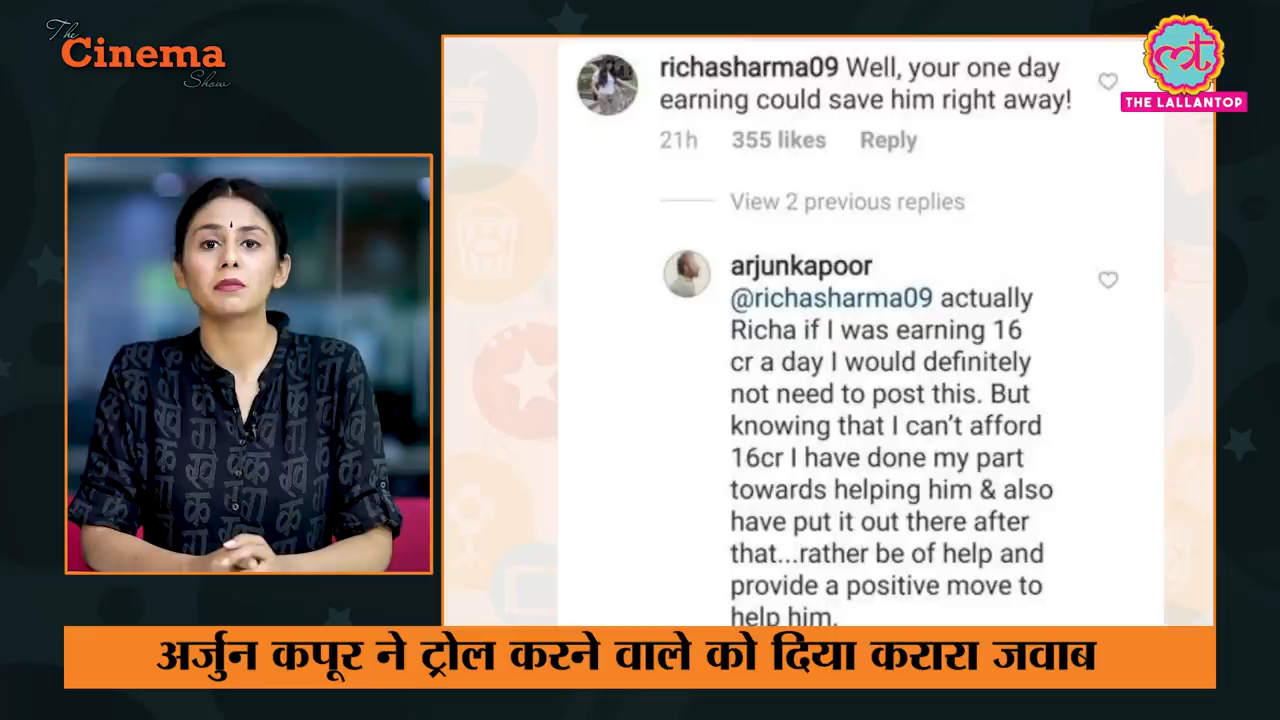 The
Cinema
Show
लт
THE LALLANTOP
richasharma09 Well, your one day
earning could save him right away!
21h 355 likes Reply
View 2 previous replies
arjunkapoor
@richasharma09 actually
Richa if I was earning 16
cr a day I would definitely
not need to post this. But
knowing that I can’t afford
16cr I have done my part
towards helping him & also
have put it out there after
that...rather be of help and
provide a positive move to
help him.
अर्जुन कपूर ने ट्रोल करने वाले को दिया करारा जवाब